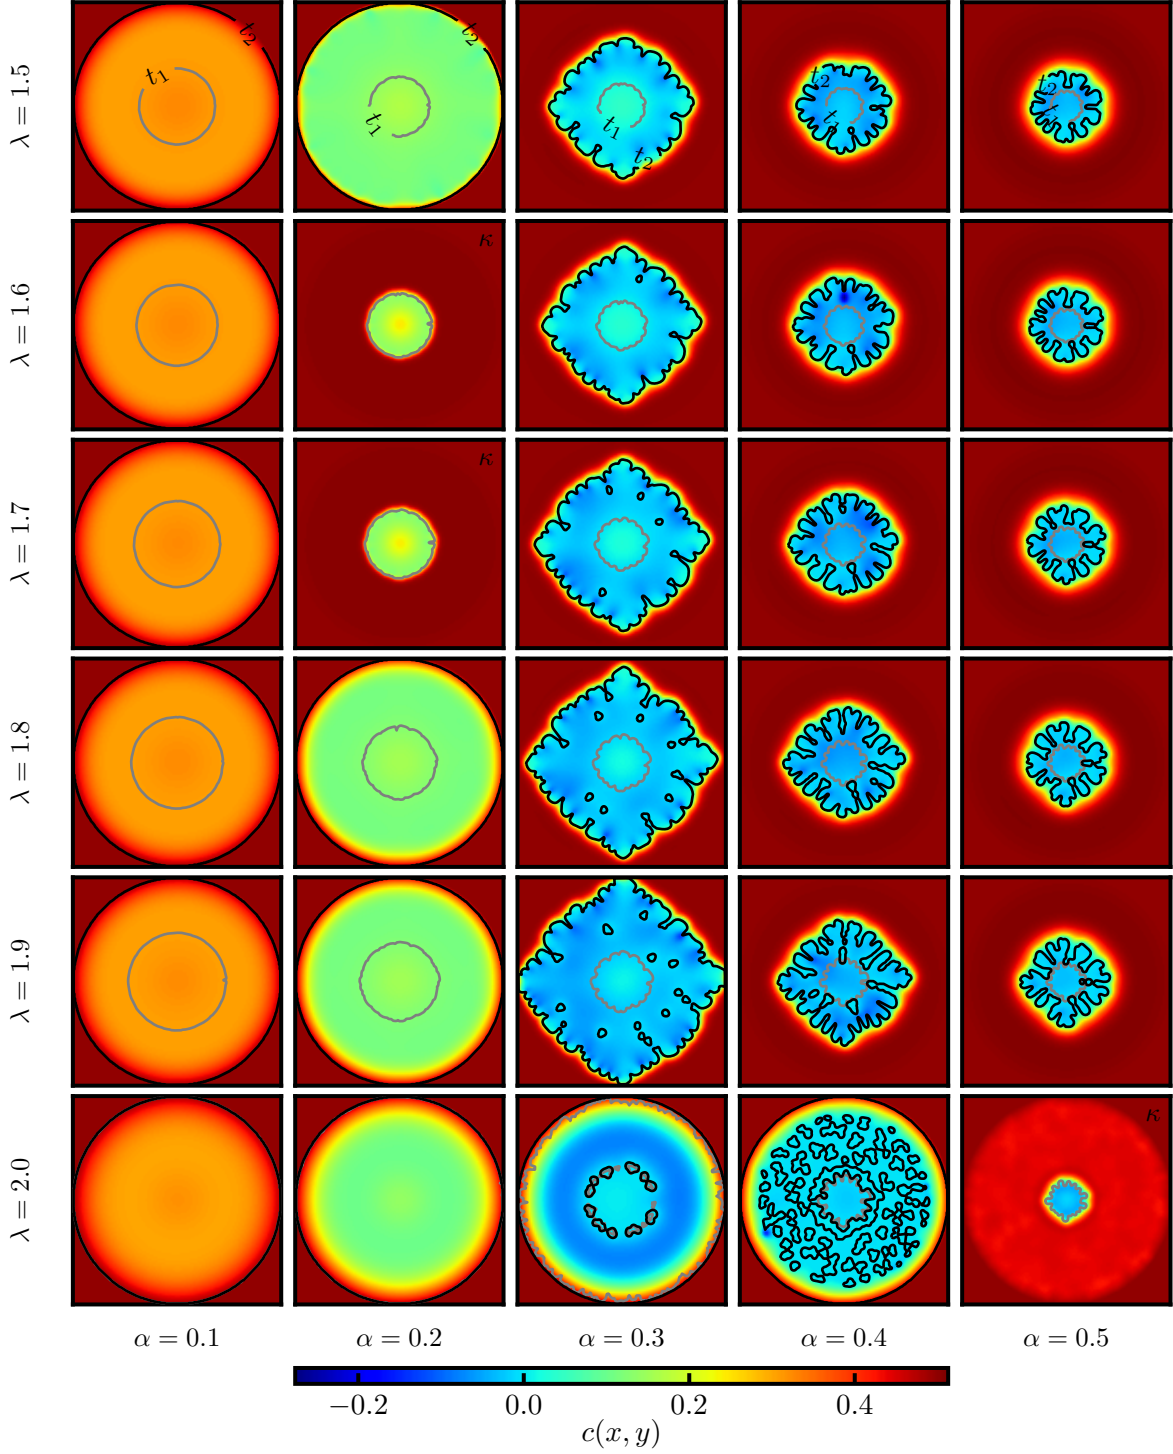 λ = 1.5
t₁ t₂
t₁ t₂
t₁ t₂
t₂ t₁
t₂ t₁
λ = 1.6
κ
λ = 1.7
κ
λ = 1.8
λ = 1.9
λ = 2.0
κ
α = 0.1 α = 0.2 α = 0.3 α = 0.4 α = 0.5
−0.2 0.0 0.2 0.4
c(x, y)